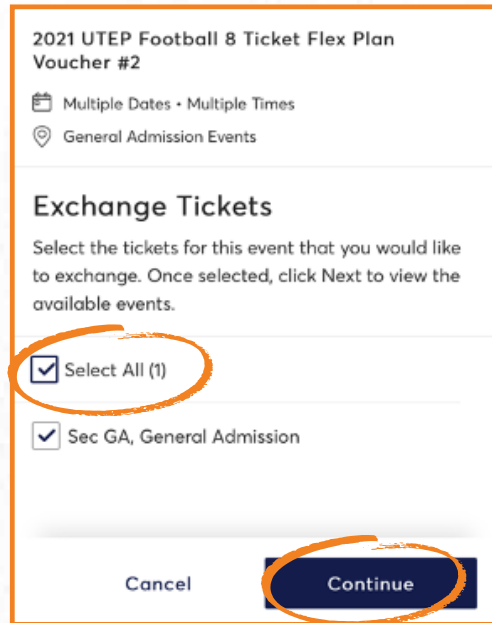 2021 UTEP Football 8 Ticket Flex Plan
Voucher #2
Multiple Dates • Multiple Times
General Admission Events
Exchange Tickets
Select the tickets for this event that you would like
to exchange. Once selected, click Next to view the
available events.
Select All (1)
Sec GA, General Admission
Cancel
Continue